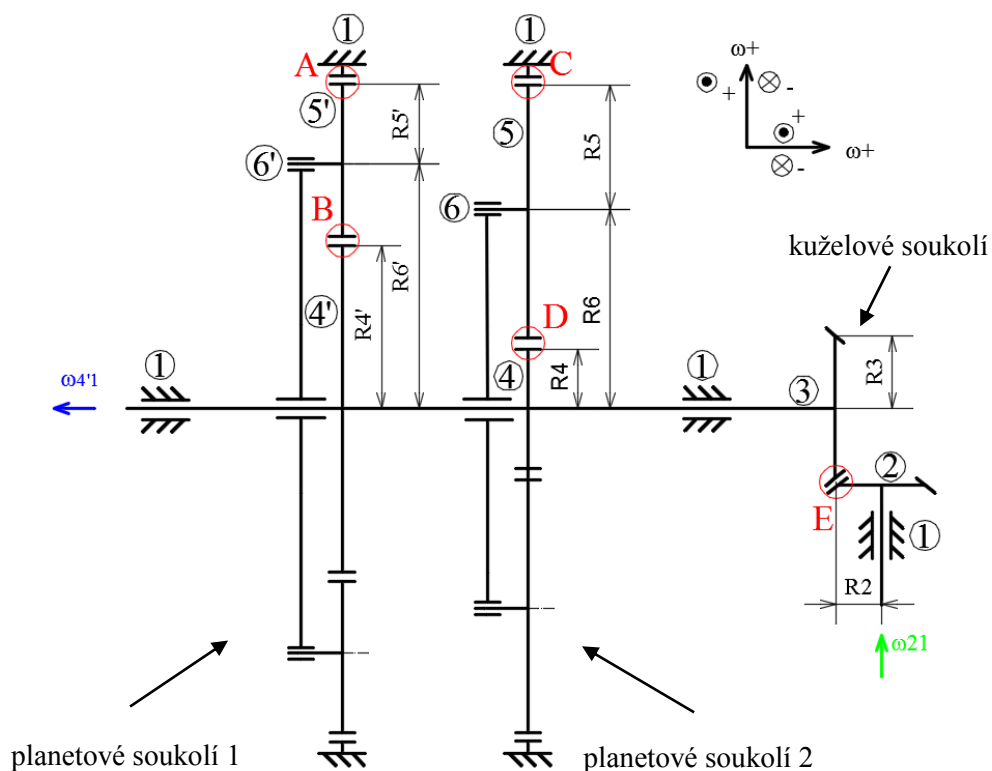 1
1
A
C
5'
R5'
5
R5
ω+
+
-
+
-
ω+
6'
6
B
R6'
R4'
4'
R6
kuželové soukolí
D
R4
R3
4
1
1
3
ω4'1
2
E
1
R2
ω21
planetové soukolí 1
planetové soukolí 2